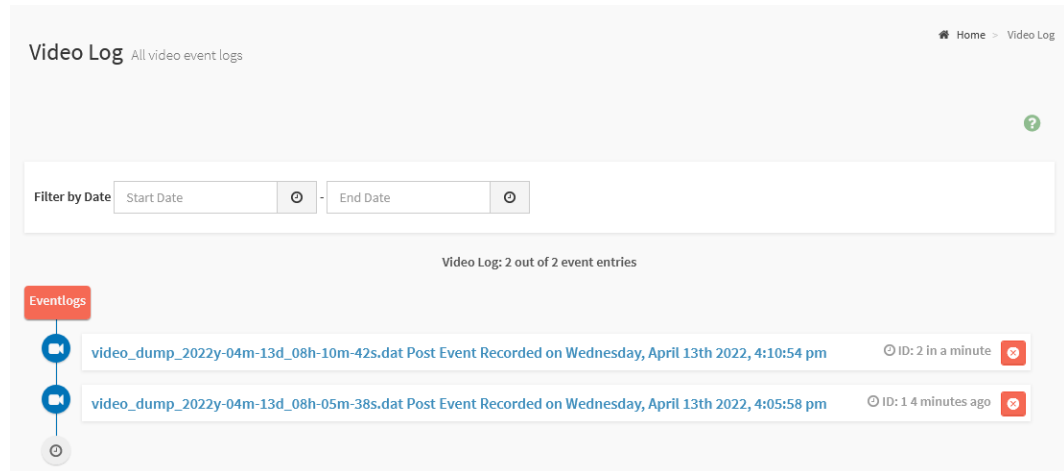 Home > Video Log
Video Log All video event logs
?
Filter by Date Start Date - End Date
Video Log: 2 out of 2 event entries
Eventlogs
video_dump_2022y-04m-13d_08h-10m-42s.dat Post Event Recorded on Wednesday, April 13th 2022, 4:10:54 pm ID: 2 in a minute
video_dump_2022y-04m-13d_08h-05m-38s.dat Post Event Recorded on Wednesday, April 13th 2022, 4:05:58 pm ID: 1 4 minutes ago